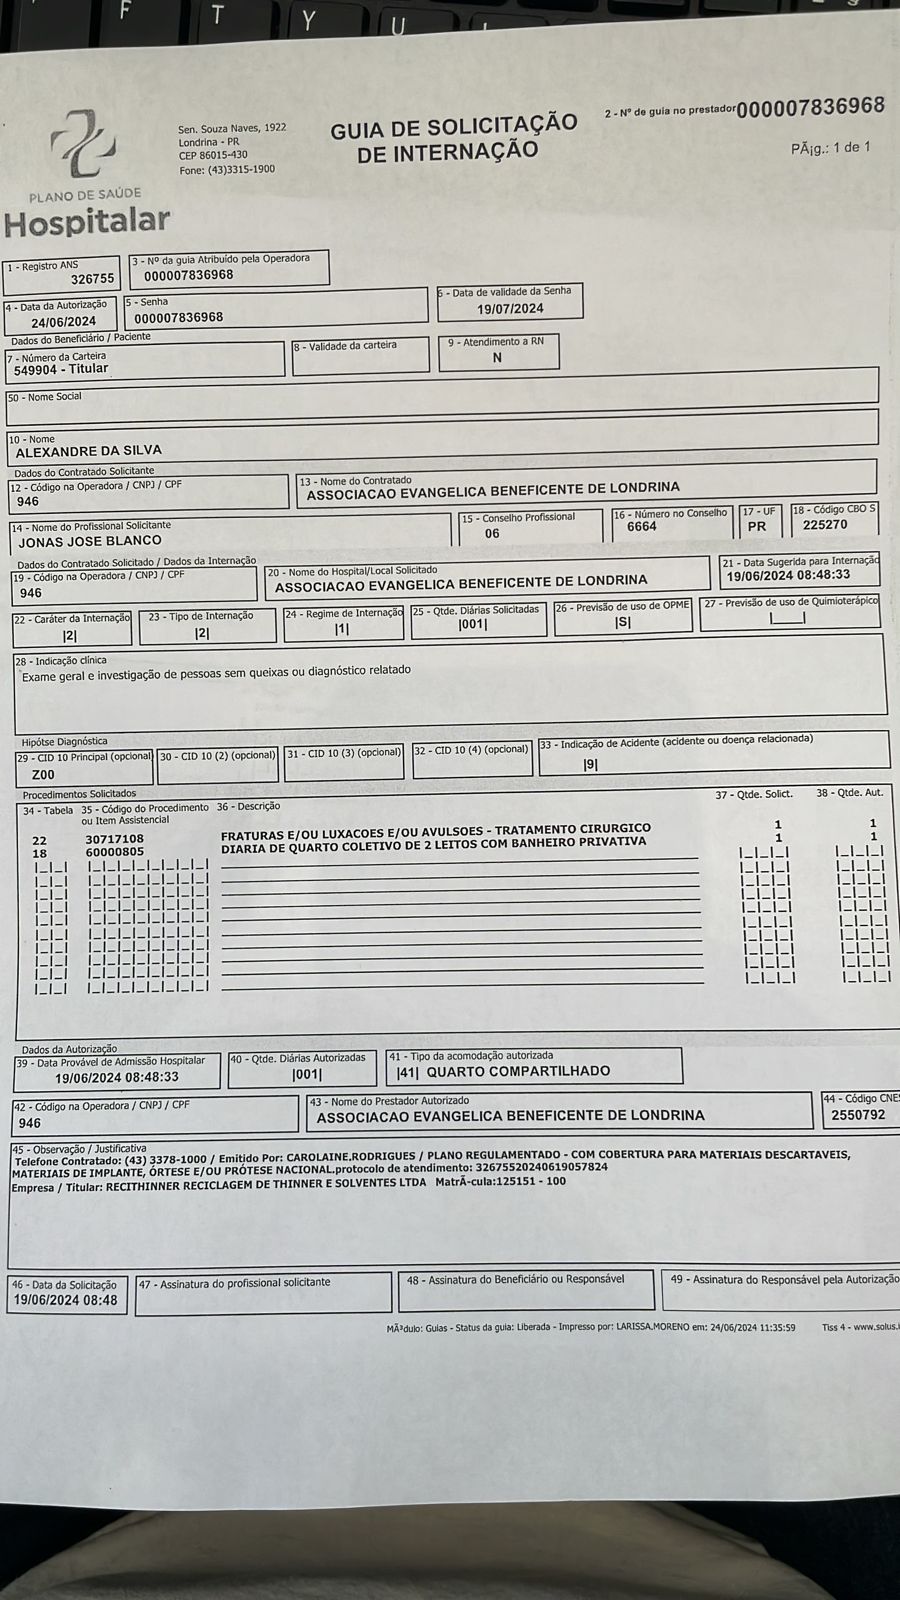 F T Y U
PLANO DE SAÚDE
Hospitalar
Sen. Souza Naves, 1922
Londrina - PR
CEP 86015-430
Fone: (43)3315-1900
GUIA DE SOLICITAÇÃO
DE INTERNAÇÃO
2 - Nº de guia no prestador 000007836968
PÃ¡g.: 1 de 1
1 - Registro ANS
326755
3 - Nº da guia Atribuído pela Operadora
000007836968
4 - Data da Autorização
24/06/2024
5 - Senha
000007836968
6 - Data de validade da Senha
19/07/2024
Dados do Beneficiário / Paciente
7 - Número da Carteira
549904 - Titular
8 - Validade da carteira
9 - Atendimento a RN
N
50 - Nome Social
10 - Nome
ALEXANDRE DA SILVA
Dados do Contratado Solicitante
12 - Código na Operadora / CNPJ / CPF
946
13 - Nome do Contratado
ASSOCIACAO EVANGELICA BENEFICENTE DE LONDRINA
14 - Nome do Profissional Solicitante
JONAS JOSE BLANCO
15 - Conselho Profissional
06
16 - Número no Conselho
6664
17 - UF
PR
18 - Código CBO S
225270
Dados do Contratado Solicitado / Dados da Internação
19 - Código na Operadora / CNPJ / CPF
946
20 - Nome do Hospital/Local Solicitado
ASSOCIACAO EVANGELICA BENEFICENTE DE LONDRINA
21 - Data Sugerida para Internação
19/06/2024 08:48:33
22 - Caráter da Internação
|2|
23 - Tipo de Internação
|2|
24 - Regime de Internação
|1|
25 - Qtde. Diárias Solicitadas
|001|
26 - Previsão de uso de OPME
|S|
27 - Previsão de uso de Quimioterápico
|___|
28 - Indicação clínica
Exame geral e investigação de pessoas sem queixas ou diagnóstico relatado
Hipótse Diagnóstica
29 - CID 10 Principal (opcional)
Z00
30 - CID 10 (2) (opcional)
31 - CID 10 (3) (opcional)
32 - CID 10 (4) (opcional)
33 - Indicação de Acidente (acidente ou doença relacionada)
|9|
Procedimentos Solicitados
34 - Tabela 35 - Código do Procedimento ou Item Assistencial 36 - Descrição 37 - Qtde. Solict. 38 - Qtde. Aut.
22 30717108 FRATURAS E/OU LUXACOES E/OU AVULSOES - TRATAMENTO CIRURGICO 1 1
18 60000805 DIARIA DE QUARTO COLETIVO DE 2 LEITOS COM BANHEIRO PRIVATIVA 1 1
Dados da Autorização
39 - Data Provável de Admissão Hospitalar
19/06/2024 08:48:33
40 - Qtde. Diárias Autorizadas
|001|
41 - Tipo da acomodação autorizada
|41| QUARTO COMPARTILHADO
42 - Código na Operadora / CNPJ / CPF
946
43 - Nome do Prestador Autorizado
ASSOCIACAO EVANGELICA BENEFICENTE DE LONDRINA
44 - Código CNES
2550792
45 - Observação / Justificativa
Telefone Contratado: (43) 3378-1000 / Emitido Por: CAROLAINE.RODRIGUES / PLANO REGULAMENTADO - COM COBERTURA PARA MATERIAIS DESCARTAVEIS,
MATERIAIS DE IMPLANTE, ÓRTESE E/OU PRÓTESE NACIONAL.protocolo de atendimento: 32675520240619057824
Empresa / Titular: RECITHINNER RECICLAGEM DE THINNER E SOLVENTES LTDA MatrÃ-cula:125151 - 100
46 - Data da Solicitação
19/06/2024 08:48
47 - Assinatura do profissional solicitante
48 - Assinatura do Beneficiário ou Responsável
49 - Assinatura do Responsável pela Autorização
MÃ³dulo: Guias - Status da guia: Liberada - Impresso por: LARISSA.MORENO em: 24/06/2024 11:35:59 Tiss 4 - www.solus.i